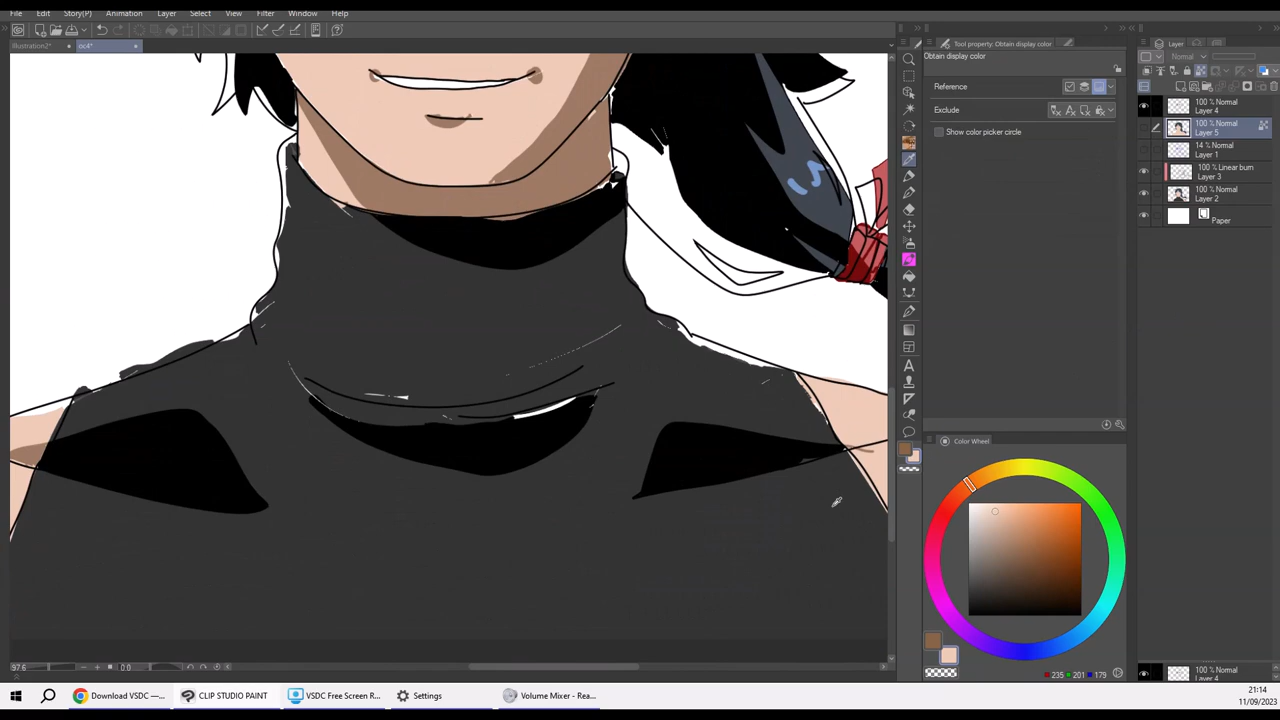 File Edit Story(P) Animation Layer Select View Filter Window Help
Illustration2* oc4*
Tool property: Obtain display color
Layer
Obtain display color
Normal
Reference
Exclude
Show color picker circle
100 % Normal
Layer 4
100 % Normal
Layer 5
14 % Normal
Layer 1
100 % Linear burn
Layer 3
100 % Normal
Layer 2
Paper
Color Wheel
97.6 0.0
235 201 179
100 % Normal
Layer 4
Download VSDC —... CLIP STUDIO PAINT VSDC Free Screen R... Settings Volume Mixer - Rea...
21:14
11/09/2023